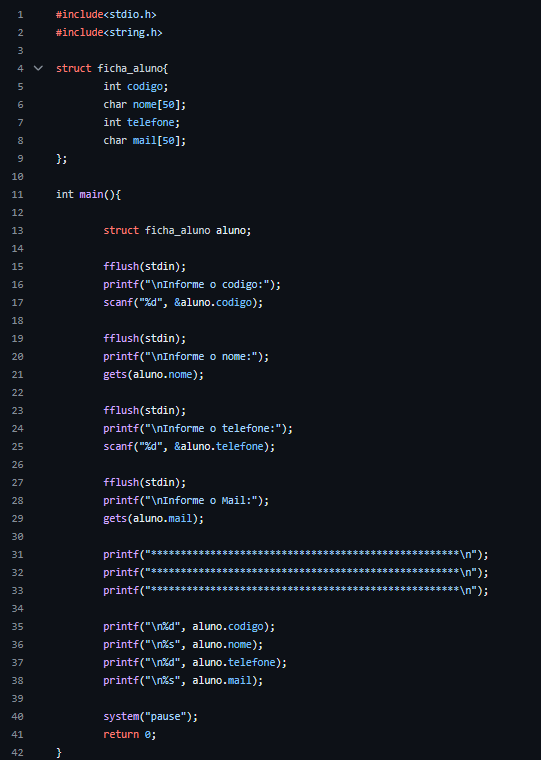 1 #include<stdio.h>
2 #include<string.h>
3
4 struct ficha_aluno{
5 int codigo;
6 char nome[50];
7 int telefone;
8 char mail[50];
9 };
10
11 int main(){
12
13 struct ficha_aluno aluno;
14
15 fflush(stdin);
16 printf("\nInforme o codigo:");
17 scanf("%d", &aluno.codigo);
18
19 fflush(stdin);
20 printf("\nInforme o nome:");
21 gets(aluno.nome);
22
23 fflush(stdin);
24 printf("\nInforme o telefone:");
25 scanf("%d", &aluno.telefone);
26
27 fflush(stdin);
28 printf("\nInforme o Mail:");
29 gets(aluno.mail);
30
31 printf("****************************************************\n");
32 printf("****************************************************\n");
33 printf("****************************************************\n");
34
35 printf("\n%d", aluno.codigo);
36 printf("\n%s", aluno.nome);
37 printf("\n%d", aluno.telefone);
38 printf("\n%s", aluno.mail);
39
40 system("pause");
41 return 0;
42 }